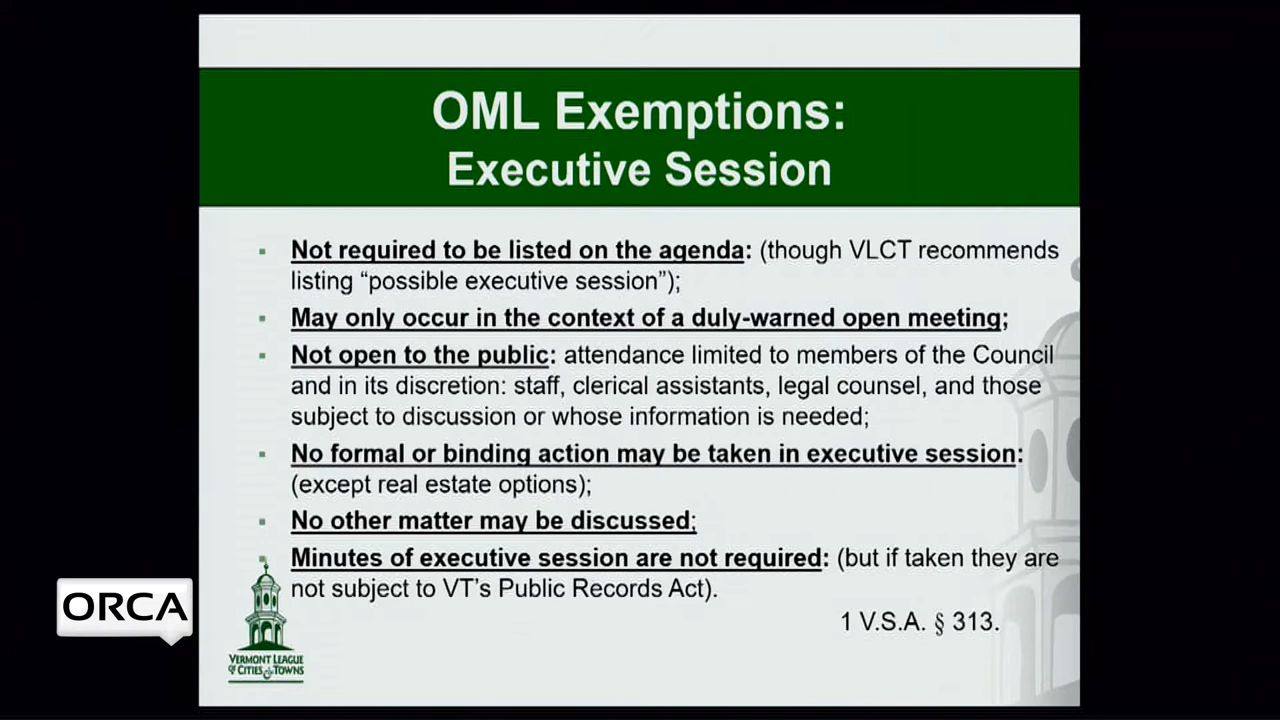 OML Exemptions:
Executive Session
▪ Not required to be listed on the agenda: (though VLCT recommends
listing “possible executive session”);
▪ May only occur in the context of a duly-warned open meeting;
▪ Not open to the public: attendance limited to members of the Council
and in its discretion: staff, clerical assistants, legal counsel, and those
subject to discussion or whose information is needed;
▪ No formal or binding action may be taken in executive session:
(except real estate options);
▪ No other matter may be discussed;
▪ Minutes of executive session are not required: (but if taken they are
not subject to VT’s Public Records Act).
1 V.S.A. § 313.
ORCA
VERMONT LEAGUE
OF CITIES & TOWNS